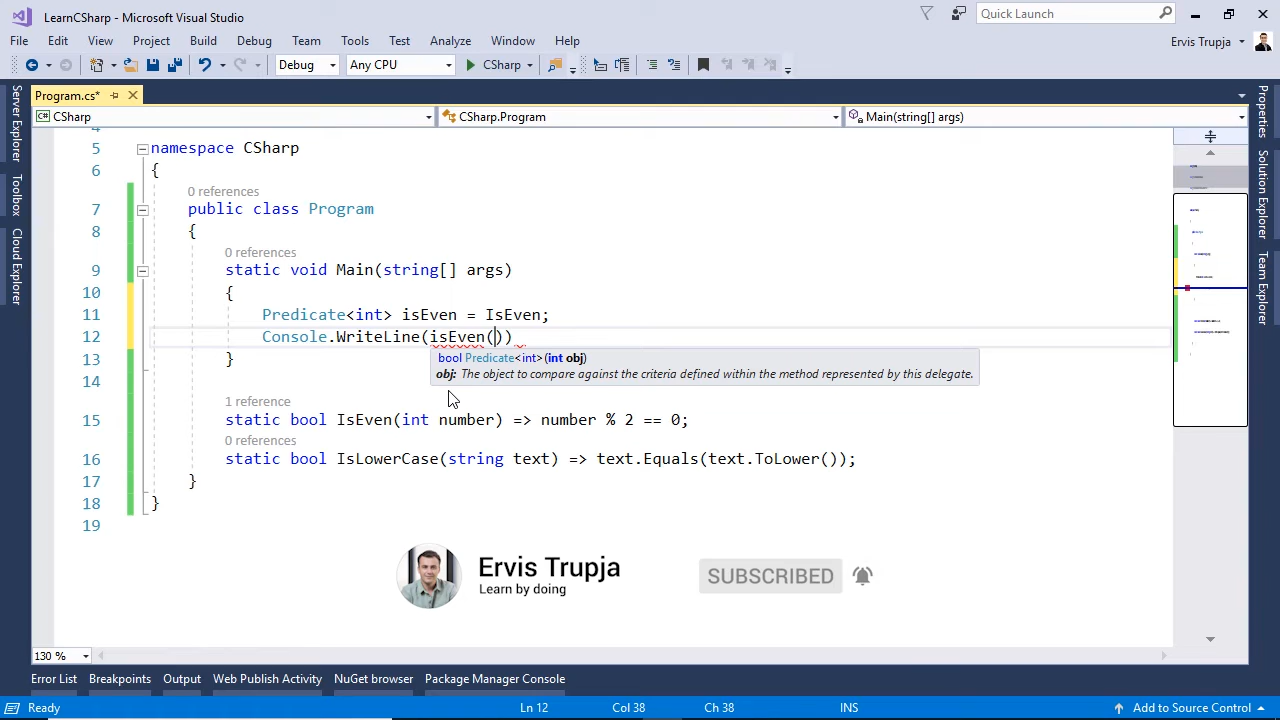 LearnCSharp - Microsoft Visual Studio
Quick Launch
File Edit View Project Build Debug Team Tools Test Analyze Window Help
Ervis Trupja
Debug Any CPU CSharp
Server Explorer
Toolbox
Cloud Explorer
Program.cs*
CSharp CSharp.Program Main(string[] args)
Properties
Solution Explorer
Team Explorer
4
5 namespace CSharp
6 {
0 references
7 public class Program
8 {
0 references
9 static void Main(string[] args)
10 {
11 Predicate<int> isEven = IsEven;
12 Console.WriteLine(isEven())
bool Predicate<int>(int obj)
obj: The object to compare against the criteria defined within the method represented by this delegate.
13 }
14
1 reference
15 static bool IsEven(int number) => number % 2 == 0;
0 references
16 static bool IsLowerCase(string text) => text.Equals(text.ToLower());
17 }
18 }
19
Ervis Trupja
Learn by doing
SUBSCRIBED
130 %
Error List Breakpoints Output Web Publish Activity NuGet browser Package Manager Console
Ready Ln 12 Col 38 Ch 38 INS Add to Source Control